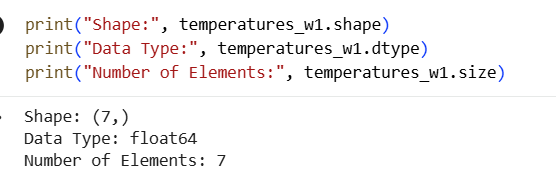 print("Shape:", temperatures_w1.shape)
print("Data Type:", temperatures_w1.dtype)
print("Number of Elements:", temperatures_w1.size)
Shape: (7,)
Data Type: float64
Number of Elements: 7